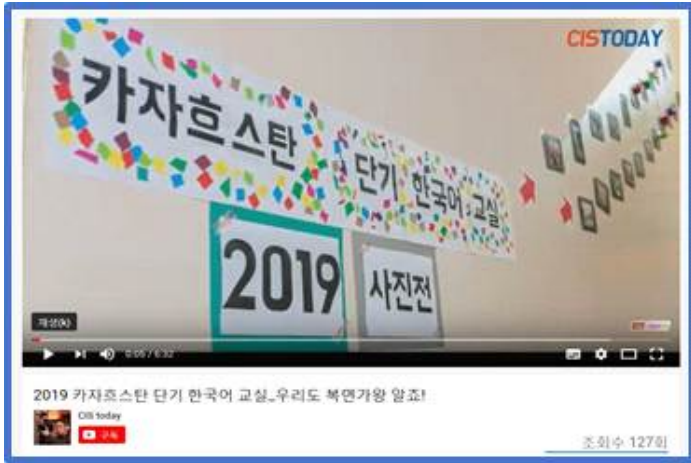 CISTODAY
카자흐스탄 단기 한국어 교실
2019 사진전
재생(k)
0:05 / 6:32
2019 카자흐스탄 단기 한국어 교실_우리도 복면가왕 알죠!
CIS today
구독
조회수 127회